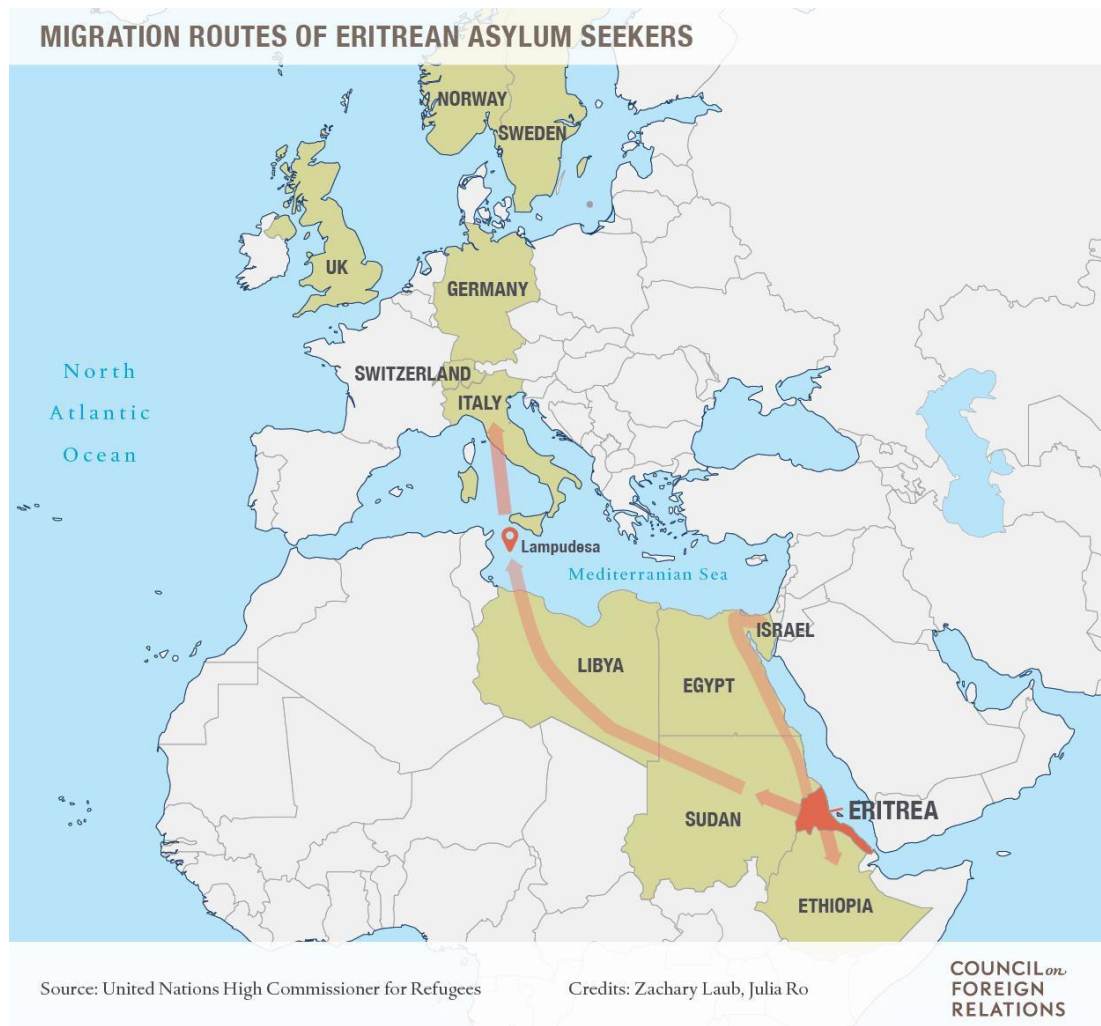 MIGRATION ROUTES OF ERITREAN ASYLUM SEEKERS
NORWAY
SWEDEN
UK
GERMANY
North
Atlantic
Ocean
SWITZERLAND
ITALY
Lampudesa
Mediterranean Sea
ISRAEL
LIBYA
EGYPT
SUDAN
ERITREA
ETHIOPIA
Source: United Nations High Commissioner for Refugees
Credits: Zachary Laub, Julia Ro
COUNCIL on
FOREIGN
RELATIONS